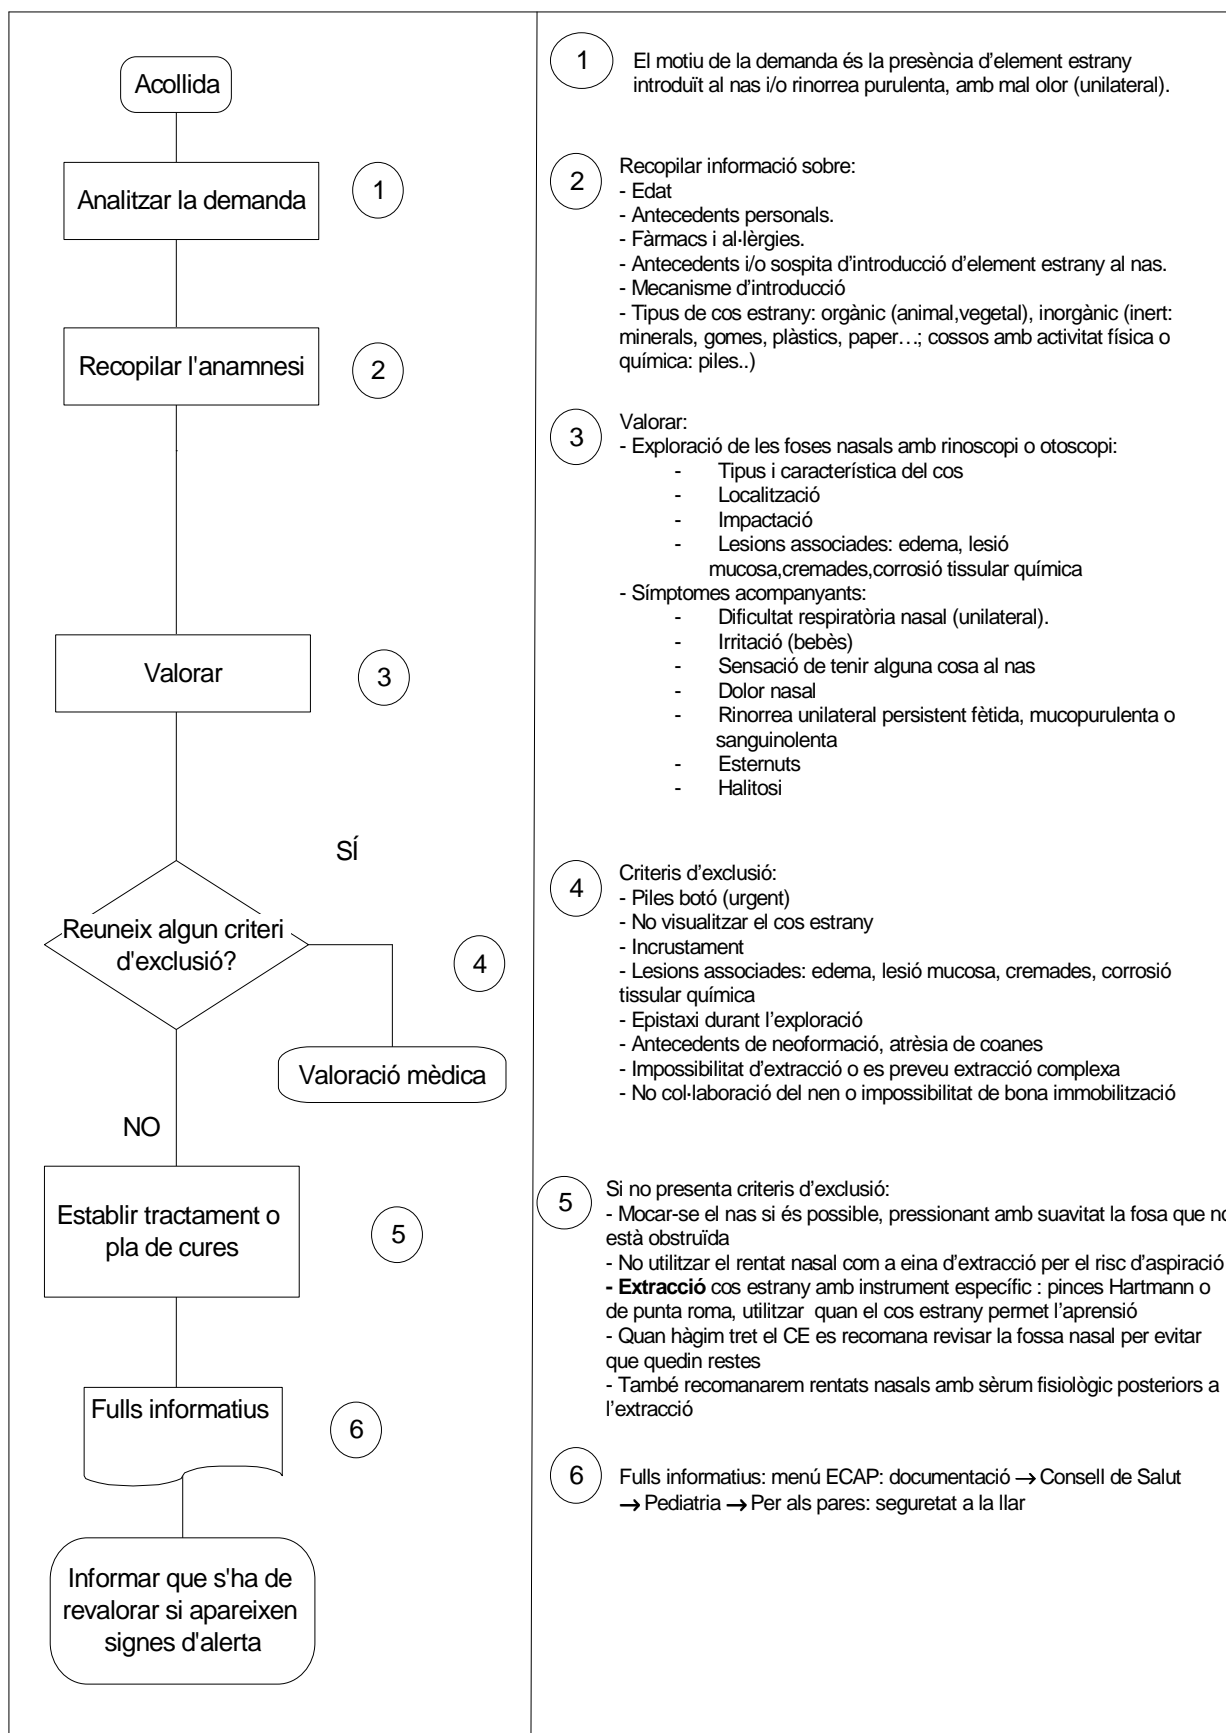 Acollida
Analitzar la demanda
1
Recopilar l'anamnesi
2
Valorar
3
SÍ
Reuneix algun criteri
d'exclusió?
4
Valoració mèdica
NO
Establir tractament o
pla de cures
5
Fulls informatius
6
Informar que s'ha de
revalorar si apareixen
signes d'alerta
1
El motiu de la demanda és la presència d'element estrany
introduït al nas i/o rinorrea purulenta, amb mal olor (unilateral).
2
Recopilar informació sobre:
- Edat
- Antecedents personals.
- Fàrmacs i al·lèrgies.
- Antecedents i/o sospita d'introducció d'element estrany al nas.
- Mecanisme d'introducció
- Tipus de cos estrany: orgànic (animal,vegetal), inorgànic (inert:
minerals, gomes, plàstics, paper…; cossos amb activitat física o
química: piles..)
3
Valorar:
- Exploració de les foses nasals amb rinoscopi o otoscopi:
- Tipus i característica del cos
- Localització
- Impactació
- Lesions associades: edema, lesió
mucosa,cremades,corrosió tissular química
- Símptomes acompanyants:
- Dificultat respiratòria nasal (unilateral).
- Irritació (bebès)
- Sensació de tenir alguna cosa al nas
- Dolor nasal
- Rinorrea unilateral persistent fètida, mucopurulenta o
sanguinolenta
- Esternuts
- Halitosi
4
Criteris d'exclusió:
- Piles botó (urgent)
- No visualitzar el cos estrany
- Incrustament
- Lesions associades: edema, lesió mucosa, cremades, corrosió
tissular química
- Epistaxi durant l'exploració
- Antecedents de neoformació, atrèsia de coanes
- Impossibilitat d'extracció o es preveu extracció complexa
- No col·laboració del nen o impossibilitat de bona immobilització
5
Si no presenta criteris d'exclusió:
- Mocar-se el nas si és possible, pressionant amb suavitat la fosa que no
està obstruïda
- No utilitzar el rentat nasal com a eina d'extracció per el risc d'aspiració
- Extracció cos estrany amb instrument específic : pinces Hartmann o
de punta roma, utilitzar quan el cos estrany permet l'aprensió
- Quan hàgim tret el CE es recomana revisar la fossa nasal per evitar
que quedin restes
- També recomanarem rentats nasals amb sèrum fisiològic posteriors a
l'extracció
6
Fulls informatius: menú ECAP: documentació → Consell de Salut
→ Pediatria → Per als pares: seguretat a la llar